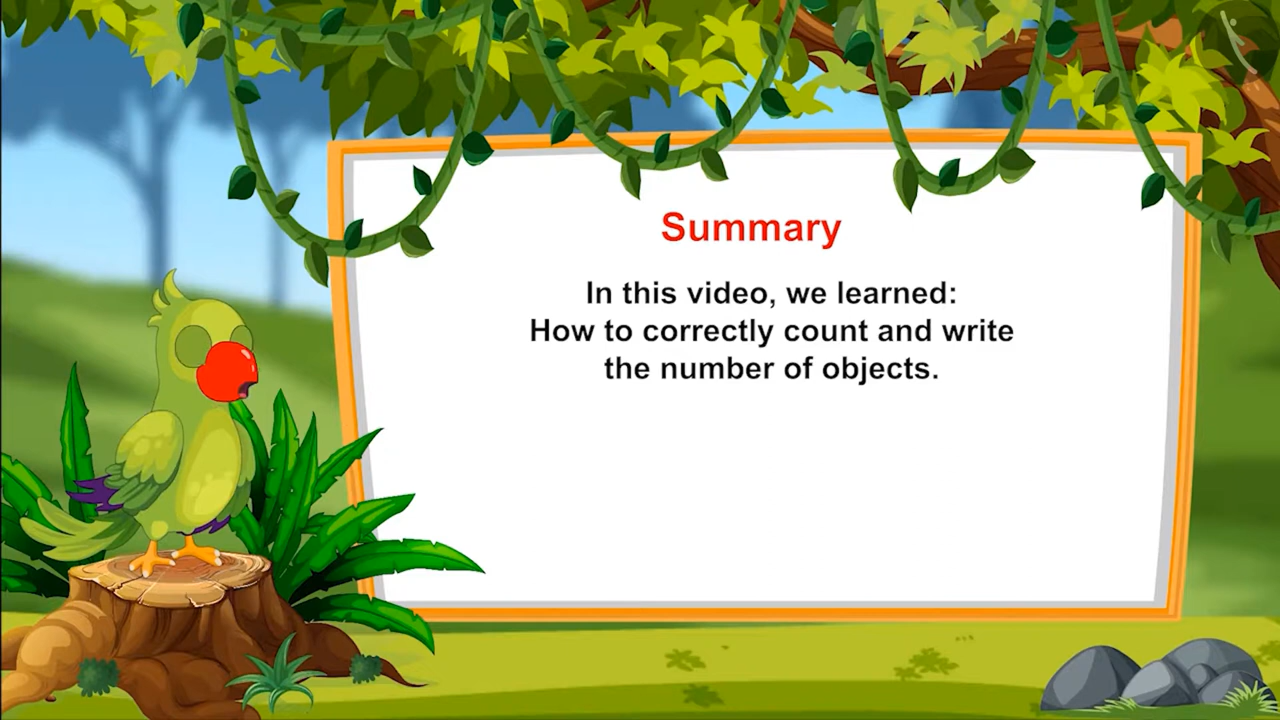 Summary
In this video, we learned:
How to correctly count and write
the number of objects.